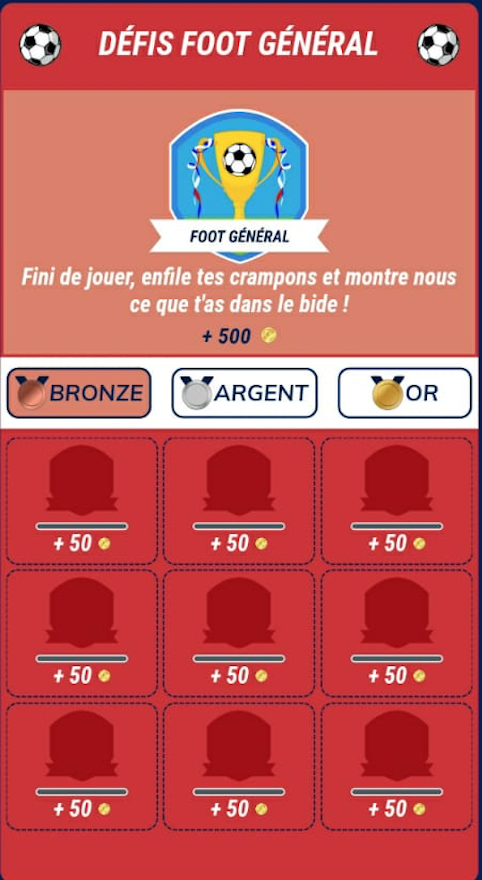 DÉFIS FOOT GÉNÉRAL
FOOT GÉNÉRAL
Fini de jouer, enfile tes crampons et montre nous
ce que t'as dans le bide !
+ 500
BRONZE ARGENT OR
+ 50 + 50 + 50
+ 50 + 50 + 50
+ 50 + 50 + 50